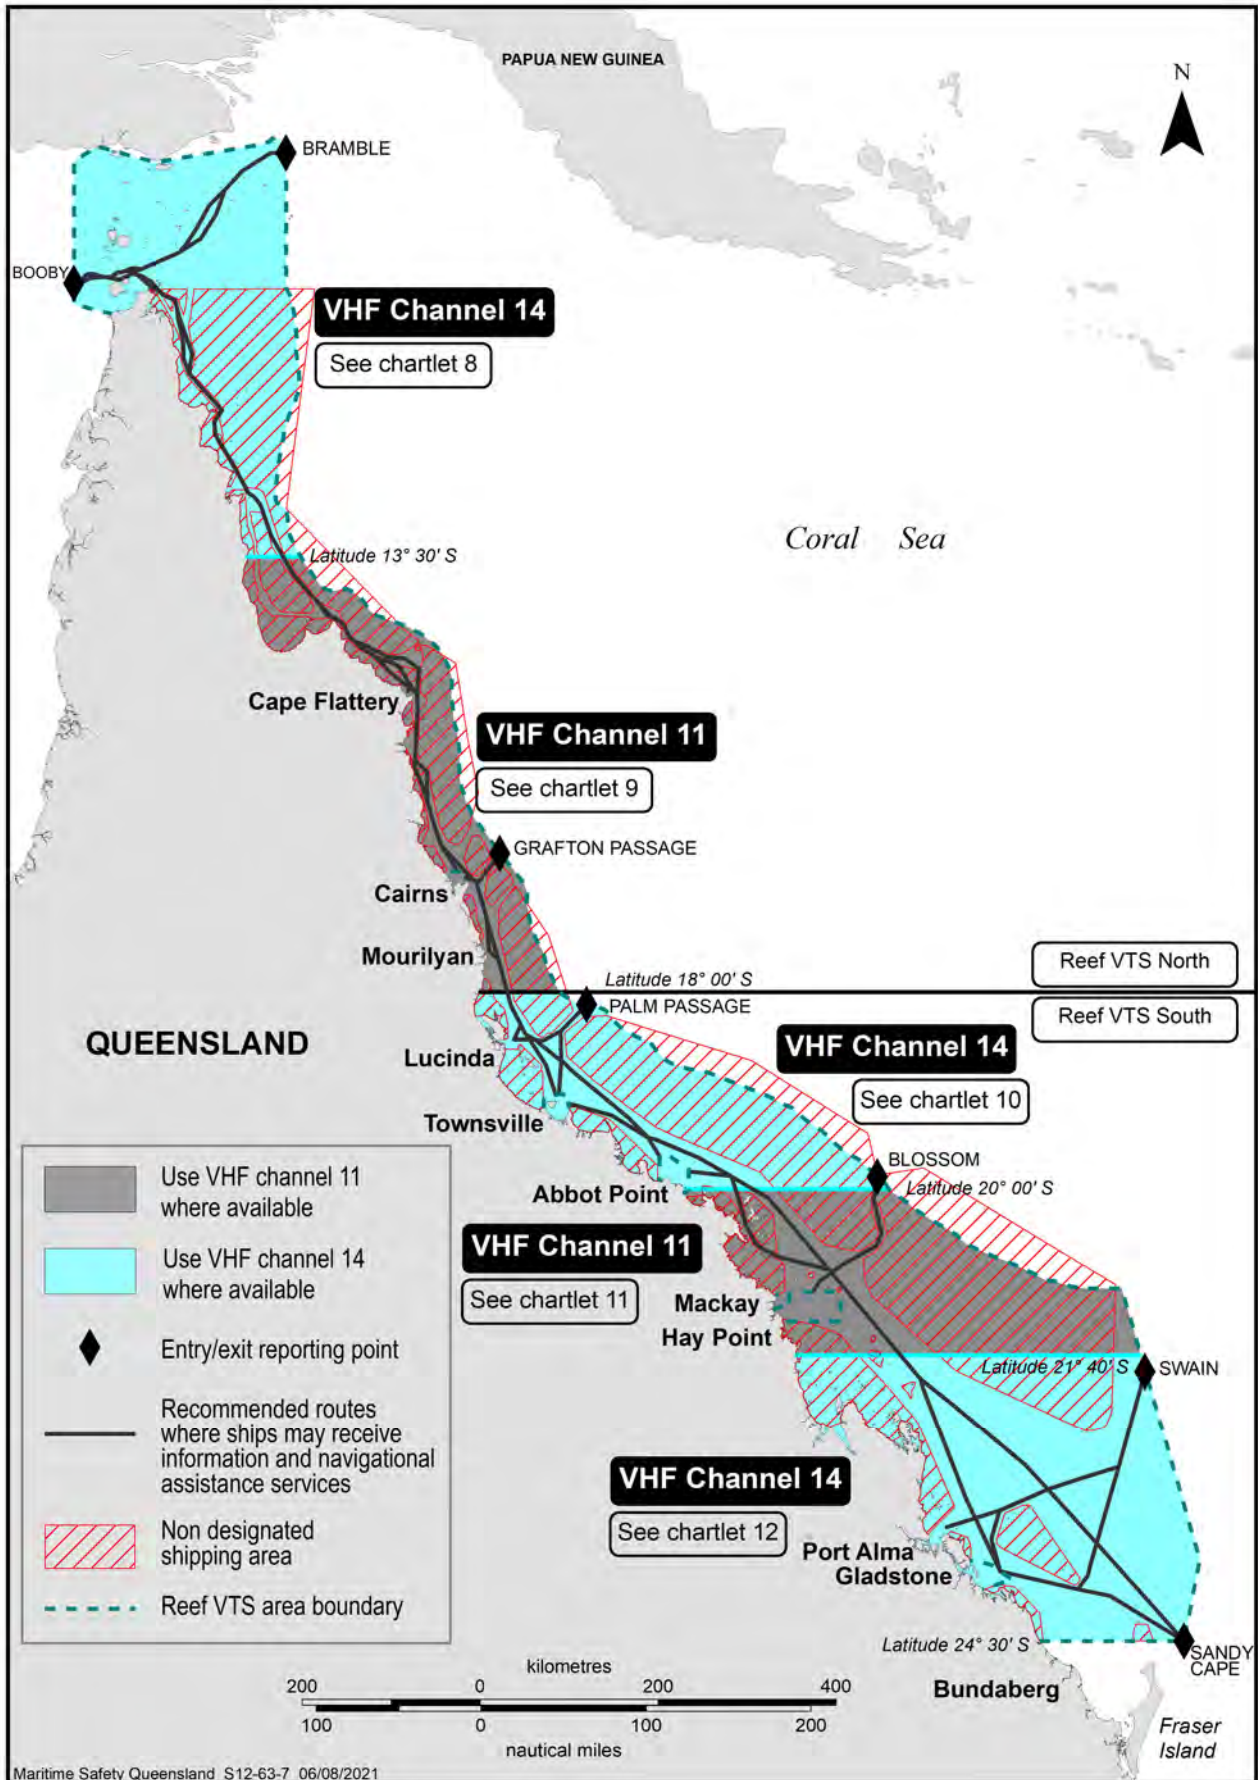 PAPUA NEW GUINEA
N
BRAMBLE
BOOBY
VHF Channel 14
See chartlet 8
Coral Sea
Latitude 13° 30' S
Cape Flattery
VHF Channel 11
See chartlet 9
GRAFTON PASSAGE
Cairns
Mourilyan
Reef VTS North
Latitude 18° 00' S
PALM PASSAGE
Reef VTS South
QUEENSLAND
VHF Channel 14
See chartlet 10
Lucinda
Townsville
BLOSSOM
Latitude 20° 00' S
Abbot Point
VHF Channel 11
See chartlet 11
Mackay
Hay Point
Latitude 21° 40' S
SWAIN
VHF Channel 14
See chartlet 12
Port Alma
Gladstone
Latitude 24° 30' S
SANDY
CAPE
Bundaberg
Fraser
Island
Use VHF channel 11
where available
Use VHF channel 14
where available
Entry/exit reporting point
Recommended routes
where ships may receive
information and navigational
assistance services
Non designated
shipping area
Reef VTS area boundary
kilometres
200 0 200 400
100 0 100 200
nautical miles
Maritime Safety Queensland S12-63-7 06/08/2021